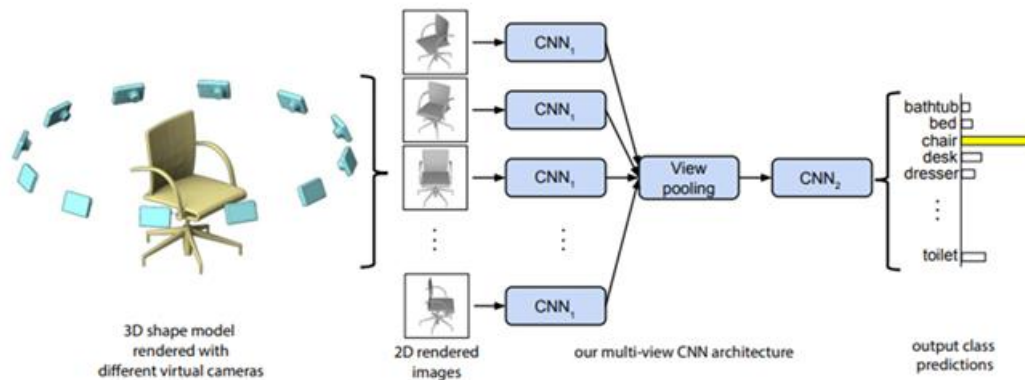 CNN₁
CNN₁
CNN₁
⋮
⋮
CNN₁
View
pooling
CNN₂
bathtub
bed
chair
desk
dresser
⋮
toilet
3D shape model
rendered with
different virtual cameras
2D rendered
images
our multi-view CNN architecture
output class
predictions